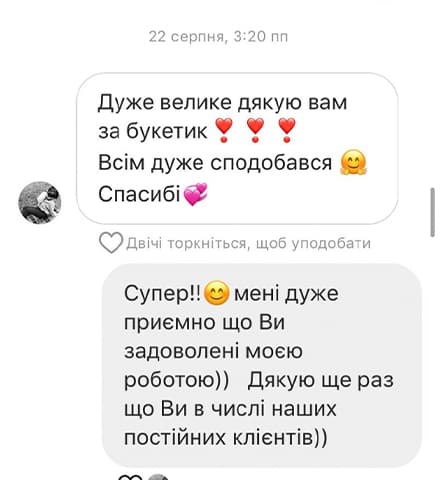 22 серпня, 3:20 пп
Дуже велике дякую вам
за букетик❣️❣️❣️
Всім дуже сподобався 🤗
Спасибі💞
Двічі торкніться, щоб уподобати
Супер!!😊 мені дуже
приємно що Ви
задоволені моєю
роботою)) Дякую ще раз
що Ви в числі наших
постійних клієнтів))